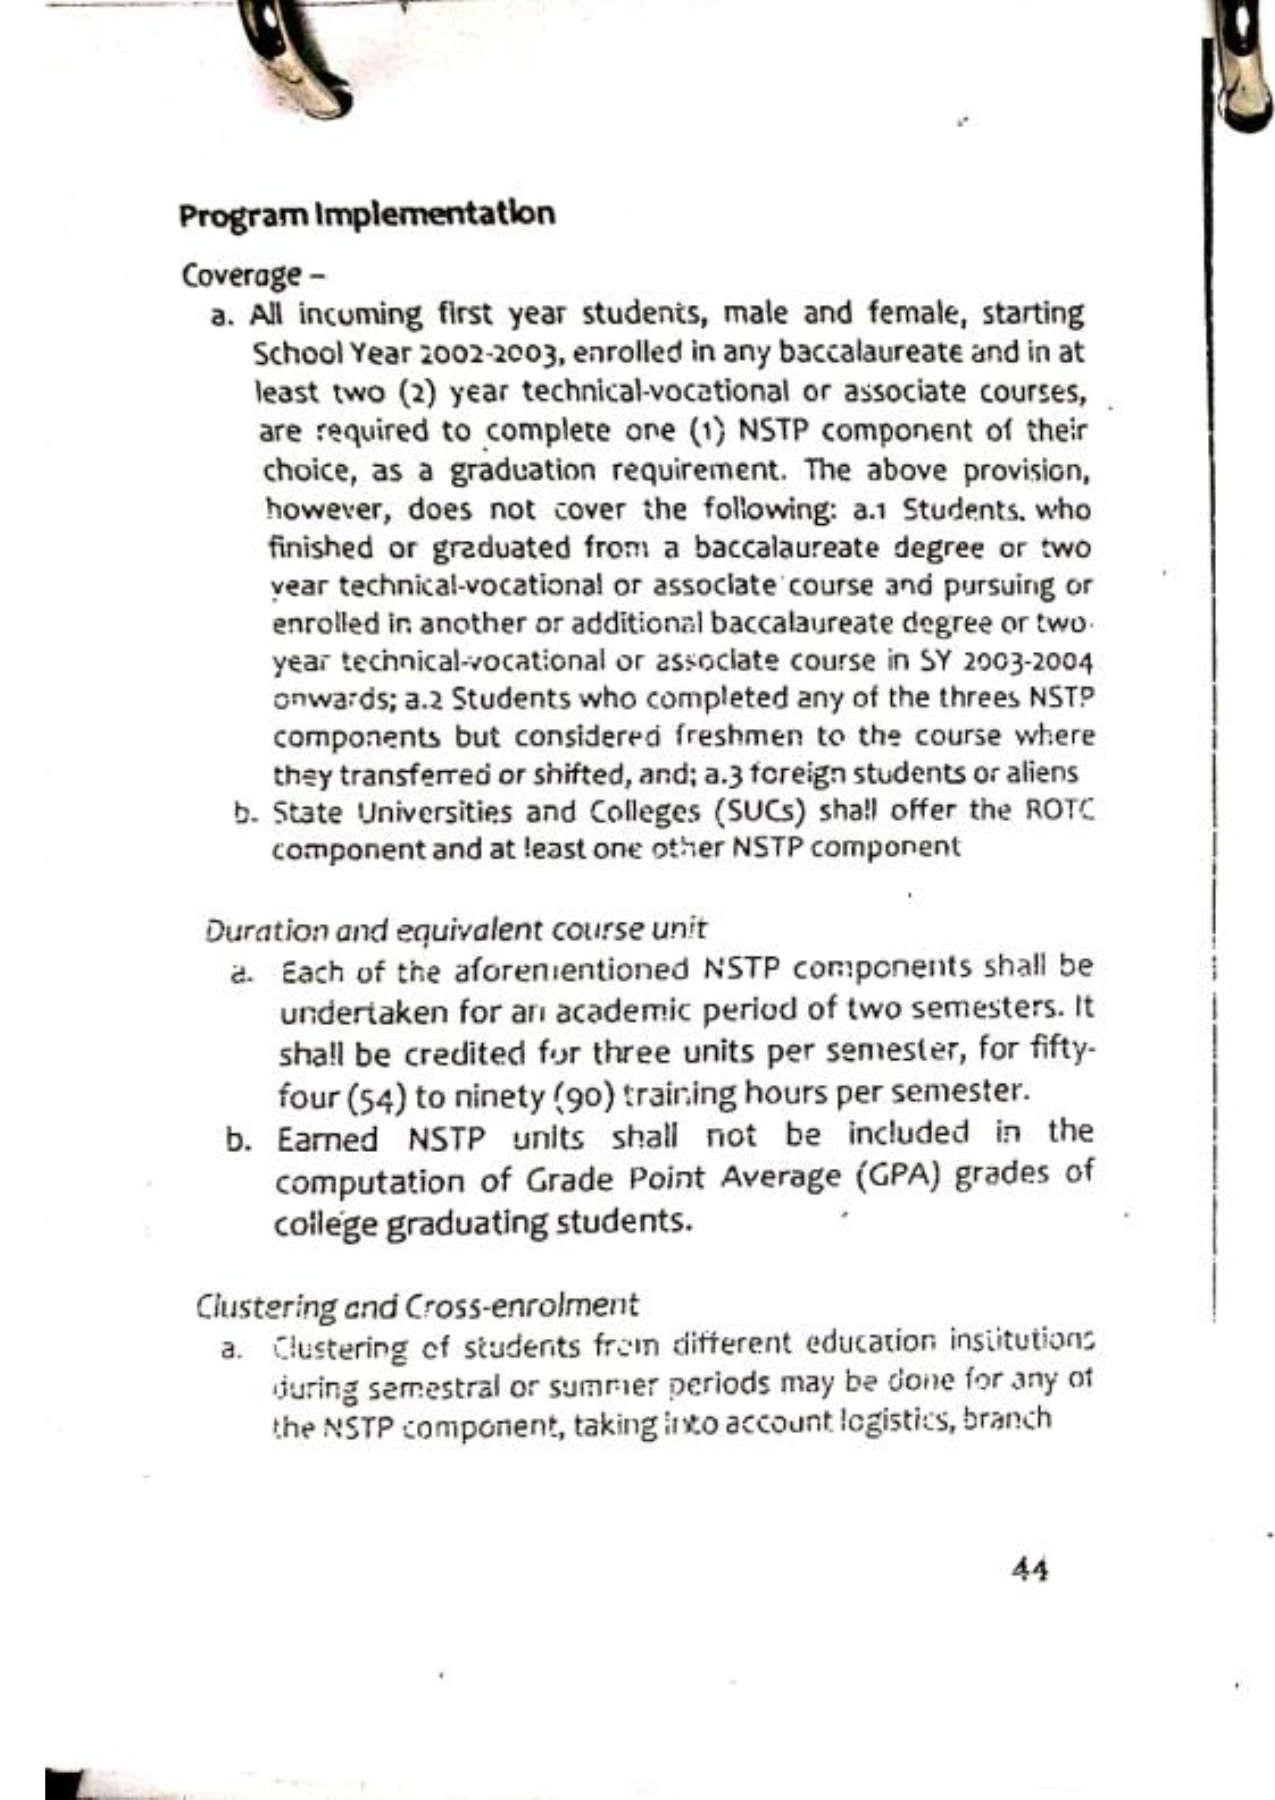 Program Implementation
Coverage –
a. All incoming first year students, male and female, starting
School Year 2002-2003, enrolled in any baccalaureate and in at
least two (2) year technical-vocational or associate courses,
are required to complete one (1) NSTP component of their
choice, as a graduation requirement. The above provision,
however, does not cover the following: a.1 Students. who
finished or graduated from a baccalaureate degree or two
year technical-vocational or associate course and pursuing or
enrolled in another or additional baccalaureate degree or two-
year technical-vocational or associate course in SY 2003-2004
onwards; a.2 Students who completed any of the threes NSTP
components but considered freshmen to the course where
they transferred or shifted, and; a.3 foreign students or aliens
b. State Universities and Colleges (SUCs) shall offer the ROTC
component and at least one other NSTP component
Duration and equivalent course unit
a. Each of the aforementioned NSTP components shall be
undertaken for an academic period of two semesters. It
shall be credited for three units per semester, for fifty-
four (54) to ninety (90) training hours per semester.
b. Earned NSTP units shall not be included in the
computation of Grade Point Average (GPA) grades of
college graduating students.
Clustering and Cross-enrolment
a. Clustering of students from different education institutions
during semestral or summer periods may be done for any of
the NSTP component, taking into account logistics, branch
44